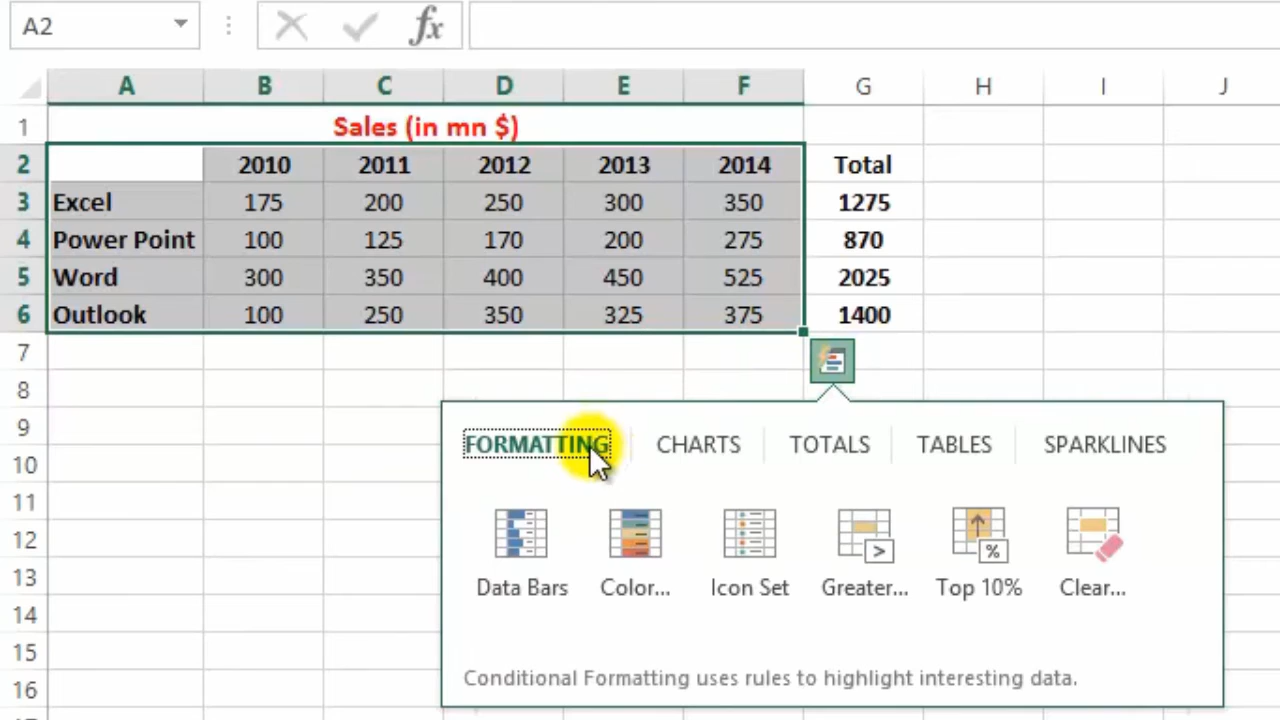 A2 fx
A B C D E F G H I J
1 Sales (in mn $)
2 2010 2011 2012 2013 2014 Total
3 Excel 175 200 250 300 350 1275
4 Power Point 100 125 170 200 275 870
5 Word 300 350 400 450 525 2025
6 Outlook 100 250 350 325 375 1400
7
8
9
FORMATTING CHARTS TOTALS TABLES SPARKLINES
10
11
12
13
Data Bars Color... Icon Set Greater... Top 10% Clear...
14
15
Conditional Formatting uses rules to highlight interesting data.
16